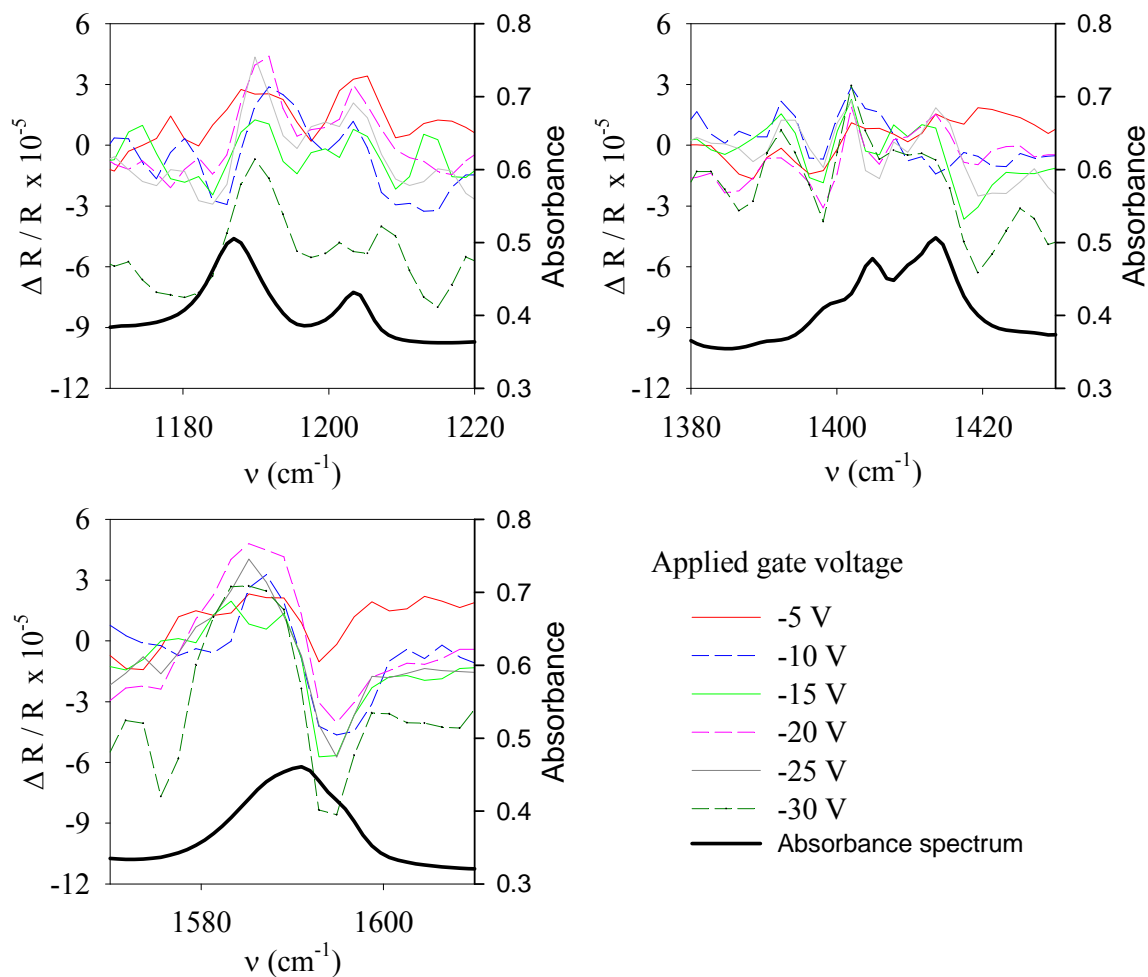 6
3
0
-3
-6
-9
-12
Δ R / R x 10-5
0.8
0.7
0.6
0.5
0.4
0.3
Absorbance
1180 1200 1220
ν (cm-1)
6
3
0
-3
-6
-9
-12
Δ R / R x 10-5
0.8
0.7
0.6
0.5
0.4
0.3
Absorbance
1380 1400 1420
ν (cm-1)
6
3
0
-3
-6
-9
-12
Δ R / R x 10-5
0.8
0.7
0.6
0.5
0.4
0.3
Absorbance
1580 1600
ν (cm-1)
Applied gate voltage
-5 V
-10 V
-15 V
-20 V
-25 V
-30 V
Absorbance spectrum